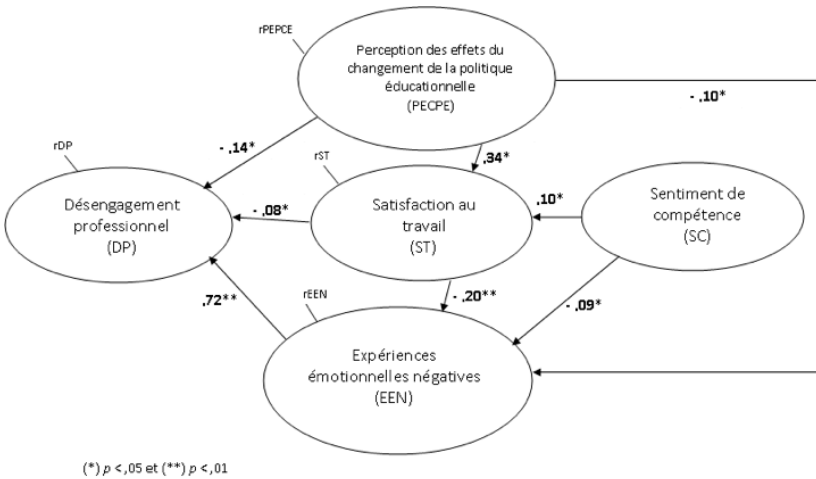 rPEPCE
Perception des effets du
changement de la politique
éducationnelle
(PECPE)
- ,10*
- ,14*
,34*
rDP
rST
Désengagement
professionnel
(DP)
- ,08*
Satisfaction au
travail
(ST)
,10*
Sentiment de
compétence
(SC)
,72**
rEEN
- ,20**
- ,09*
Expériences
émotionnelles négatives
(EEN)
(*) p <,05 et (**) p <,01